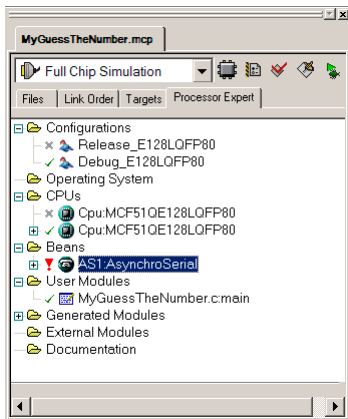 MyGuessTheNumber.mcp
Full Chip Simulation
Files Link Order Targets Processor Expert
Configurations
Release_E128LQFP80
Debug_E128LQFP80
Operating System
CPUs
Cpu:MCF51QE128LQFP80
Cpu:MCF51QE128LQFP80
Beans
AS1:AsynchroSerial
User Modules
MyGuessTheNumber.c:main
Generated Modules
External Modules
Documentation